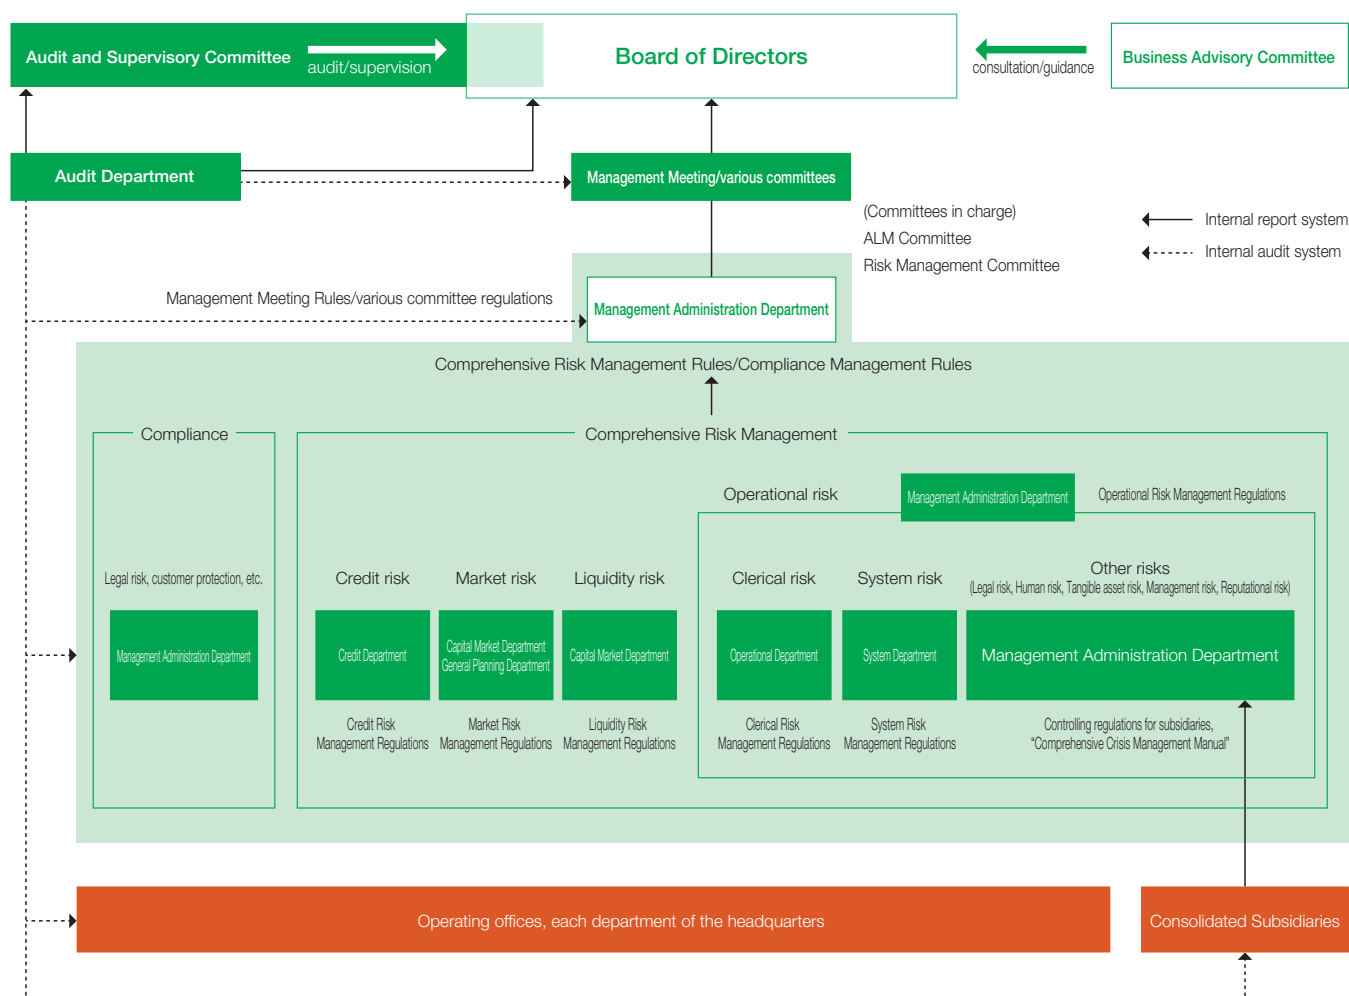 Audit and Supervisory Committee
audit/supervision
Board of Directors
consultation/guidance
Business Advisory Committee
Audit Department
Management Meeting/various committees
(Committees in charge)
ALM Committee
Risk Management Committee
Internal report system
Internal audit system
Management Meeting Rules/various committee regulations
Management Administration Department
Comprehensive Risk Management Rules/Compliance Management Rules
Compliance
Comprehensive Risk Management
Operational risk
Management Administration Department
Operational Risk Management Regulations
Legal risk, customer protection, etc.
Management Administration Department
Credit risk
Credit Department
Credit Risk
Management Regulations
Market risk
Capital Market Department
General Planning Department
Market Risk
Management Regulations
Liquidity risk
Capital Market Department
Liquidity Risk
Management Regulations
Clerical risk
Operational Department
Clerical Risk
Management Regulations
System risk
System Department
System Risk
Management Regulations
Other risks
(Legal risk, Human risk, Tangible asset risk, Management risk, Reputational risk)
Management Administration Department
Controlling regulations for subsidiaries,
“Comprehensive Crisis Management Manual”
Operating offices, each department of the headquarters
Consolidated Subsidiaries